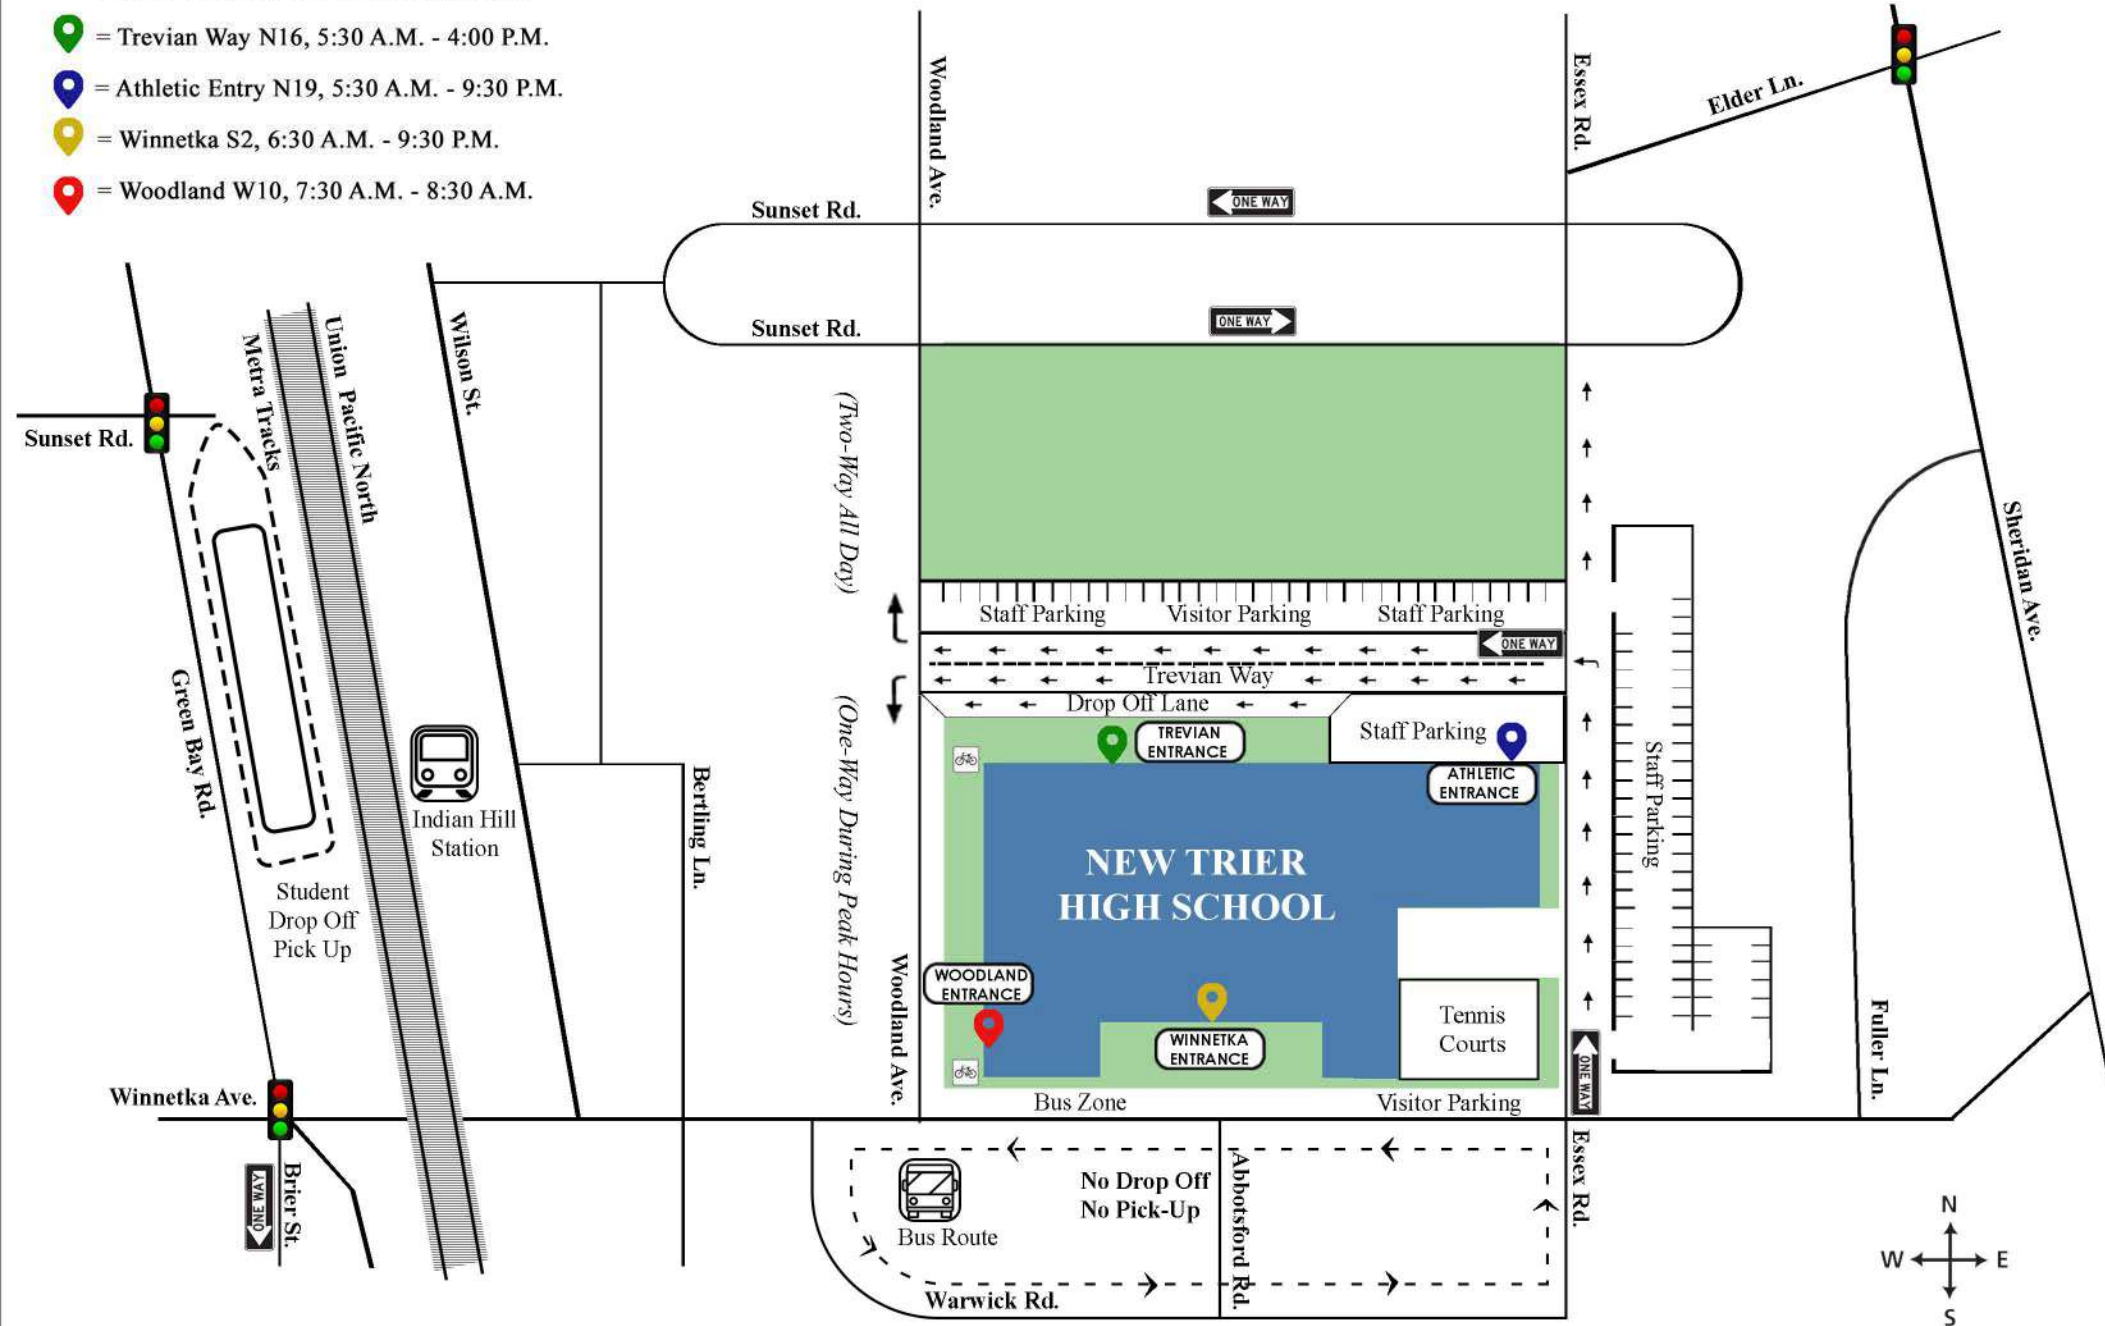 = Trevian Way N16, 5:30 A.M. - 4:00 P.M.
= Athletic Entry N19, 5:30 A.M. - 9:30 P.M.
= Winnetka S2, 6:30 A.M. - 9:30 P.M.
= Woodland W10, 7:30 A.M. - 8:30 A.M.
Woodland Ave.
Essex Rd.
Elder Ln.
Sunset Rd.
ONE WAY
Sunset Rd.
ONE WAY
Sunset Rd.
Metra Tracks
Union Pacific North
Wilson St.
(Two-Way All Day)
Sheridan Ave.
Staff Parking
Visitor Parking
Staff Parking
ONE WAY
Trevian Way
Drop Off Lane
Green Bay Rd.
(One-Way During Peak Hours)
TREVIAN
ENTRANCE
Staff Parking
ATHLETIC
ENTRANCE
Staff Parking
Indian Hill
Station
Bertling Ln.
NEW TRIER
HIGH SCHOOL
Student
Drop Off
Pick Up
WOODLAND
ENTRANCE
Woodland Ave.
WINNETKA
ENTRANCE
Tennis
Courts
Fuller Ln.
ONE WAY
Winnetka Ave.
Bus Zone
Visitor Parking
Brier St.
ONE WAY
No Drop Off
No Pick-Up
Bus Route
Abbotsford Rd.
Essex Rd.
Warwick Rd.
N
W E
S